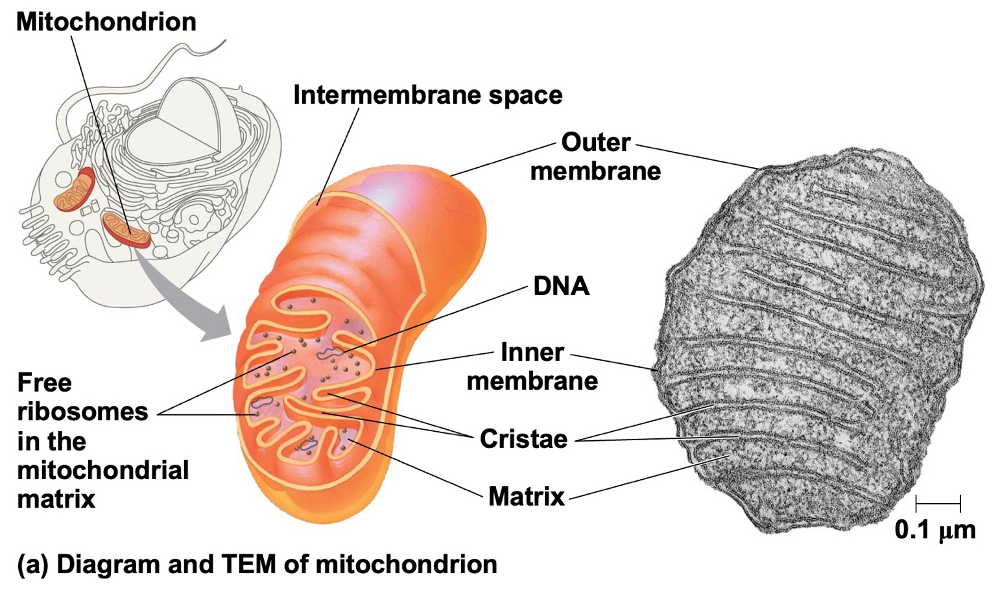 Mitochondrion
Intermembrane space
Outer
membrane
DNA
Inner
membrane
Free
ribosomes
in the
mitochondrial
matrix
Cristae
Matrix
0.1 μm
(a) Diagram and TEM of mitochondrion